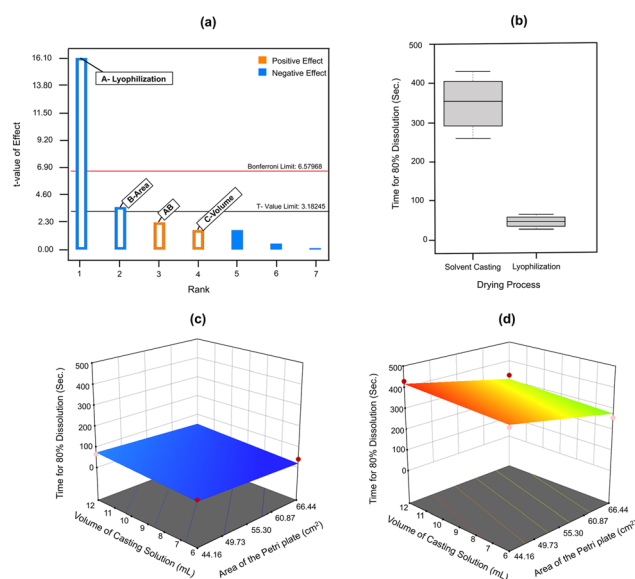 (a)
16.10
13.80
11.50
9.20
6.90
4.60
2.30
0.00
t-value of Effect
Positive Effect
Negative Effect
A- Lyophilization
Bonferroni Limit: 6.57968
T- Value Limit: 3.18245
B-Area
AB
C-Volume
1 2 3 4 5 6 7
Rank
(b)
500
400
300
200
100
0
Time for 80% Dissolution (Sec.)
Solvent Casting Lyophilization
Drying Process
(c)
500
400
300
200
100
0
Time for 80% Dissolution (Sec.)
12 11 10 9 8 7 6
Volume of Casting Solution (mL)
44.16 49.73 55.30 60.87 66.44
Area of the Petri plate (cm²)
(d)
500
400
300
200
100
0
Time for 80% Dissolution (Sec.)
12 11 10 9 8 7 6
Volume of Casting Solution (mL)
44.16 49.73 55.30 60.87 66.44
Area of the Petri plate (cm²)